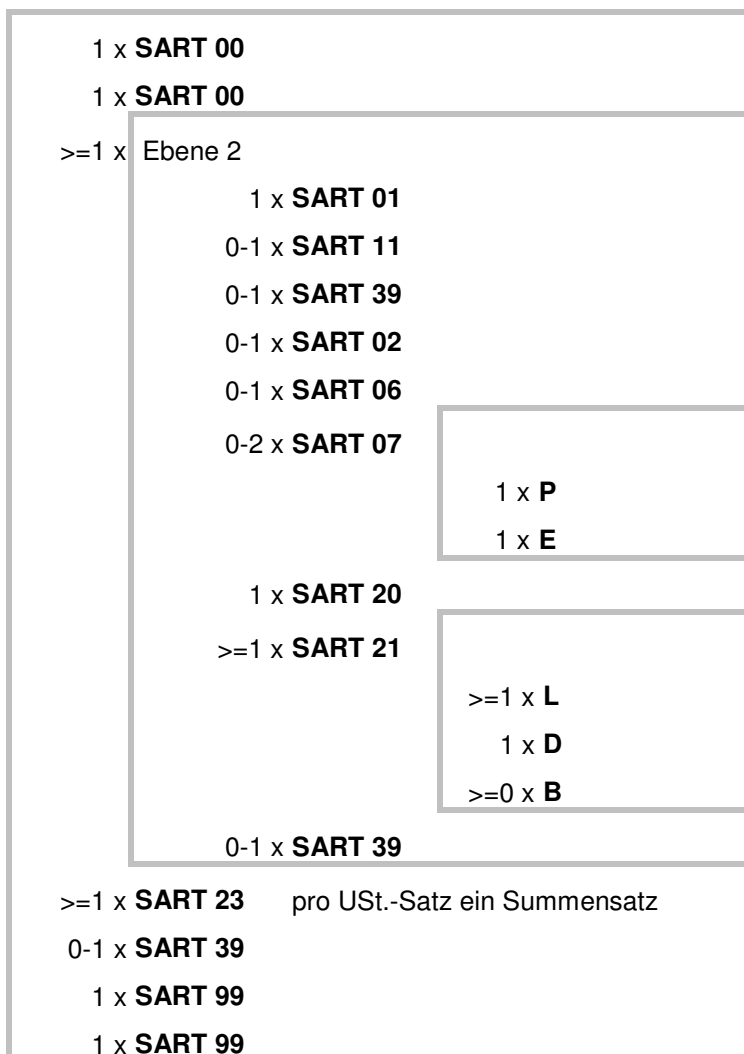 1 x SART 00
1 x SART 00
>=1 x Ebene 2
1 x SART 01
0-1 x SART 11
0-1 x SART 39
0-1 x SART 02
0-1 x SART 06
0-2 x SART 07
1 x P
1 x E
1 x SART 20
>=1 x SART 21
>=1 x L
1 x D
>=0 x B
0-1 x SART 39
>=1 x SART 23 pro USt.-Satz ein Summensatz
0-1 x SART 39
1 x SART 99
1 x SART 99